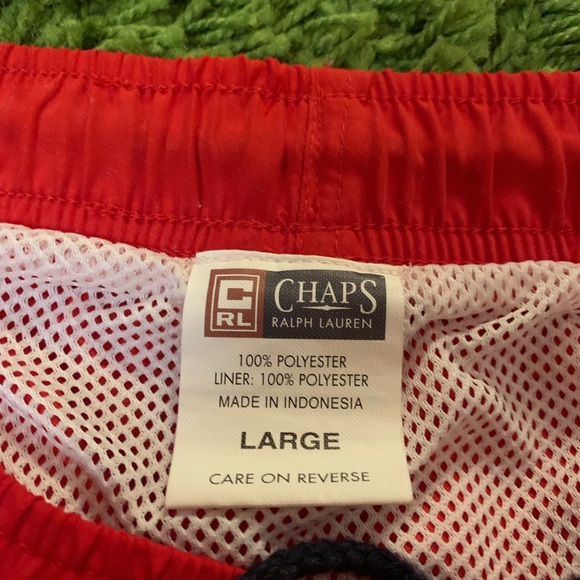 C
RL
CHAPS
RALPH LAUREN
100% POLYESTER
LINER: 100% POLYESTER
MADE IN INDONESIA
LARGE
CARE ON REVERSE